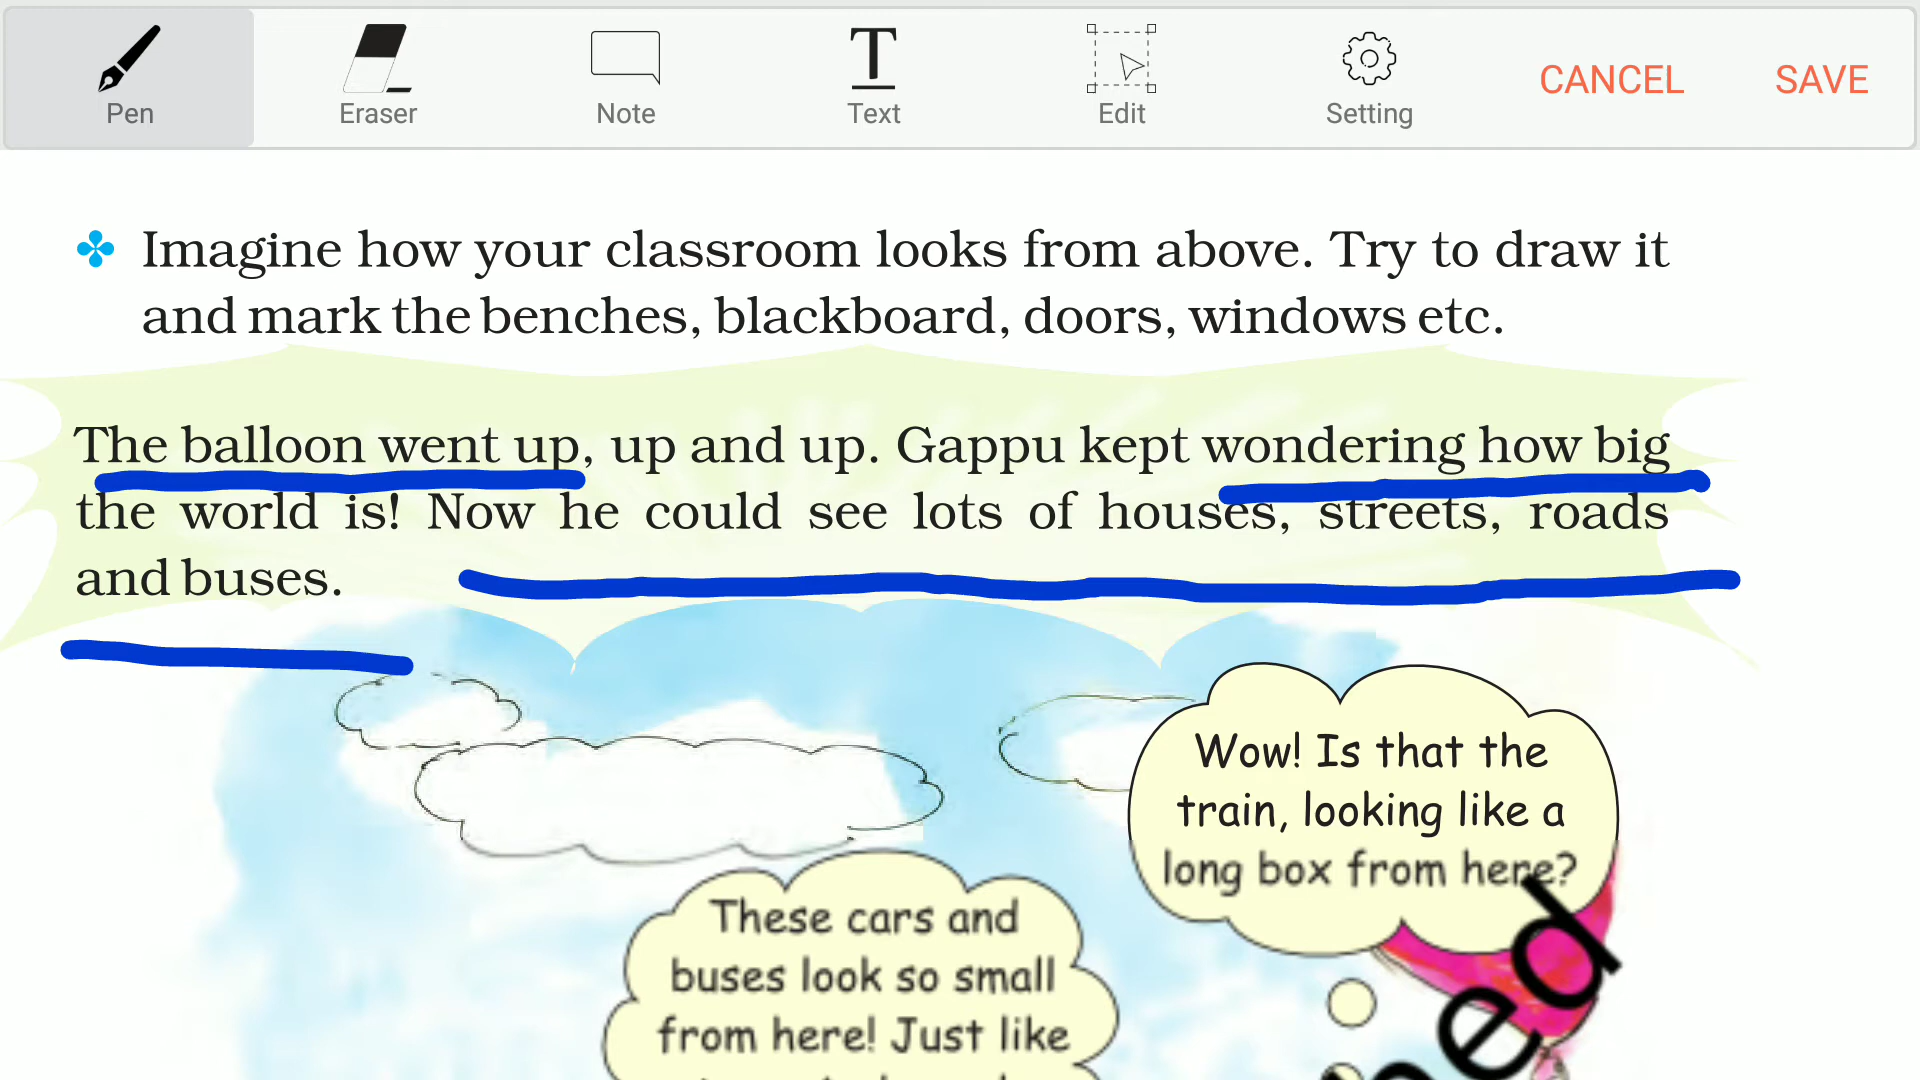 Pen
Eraser
Note
Text
Edit
Setting
CANCEL
SAVE
Imagine how your classroom looks from above. Try to draw it
and mark the benches, blackboard, doors, windows etc.
The balloon went up, up and up. Gappu kept wondering how big
the world is! Now he could see lots of houses, streets, roads
and buses.
Wow! Is that the
train, looking like a
long box from here?
These cars and
buses look so small
from here! Just like